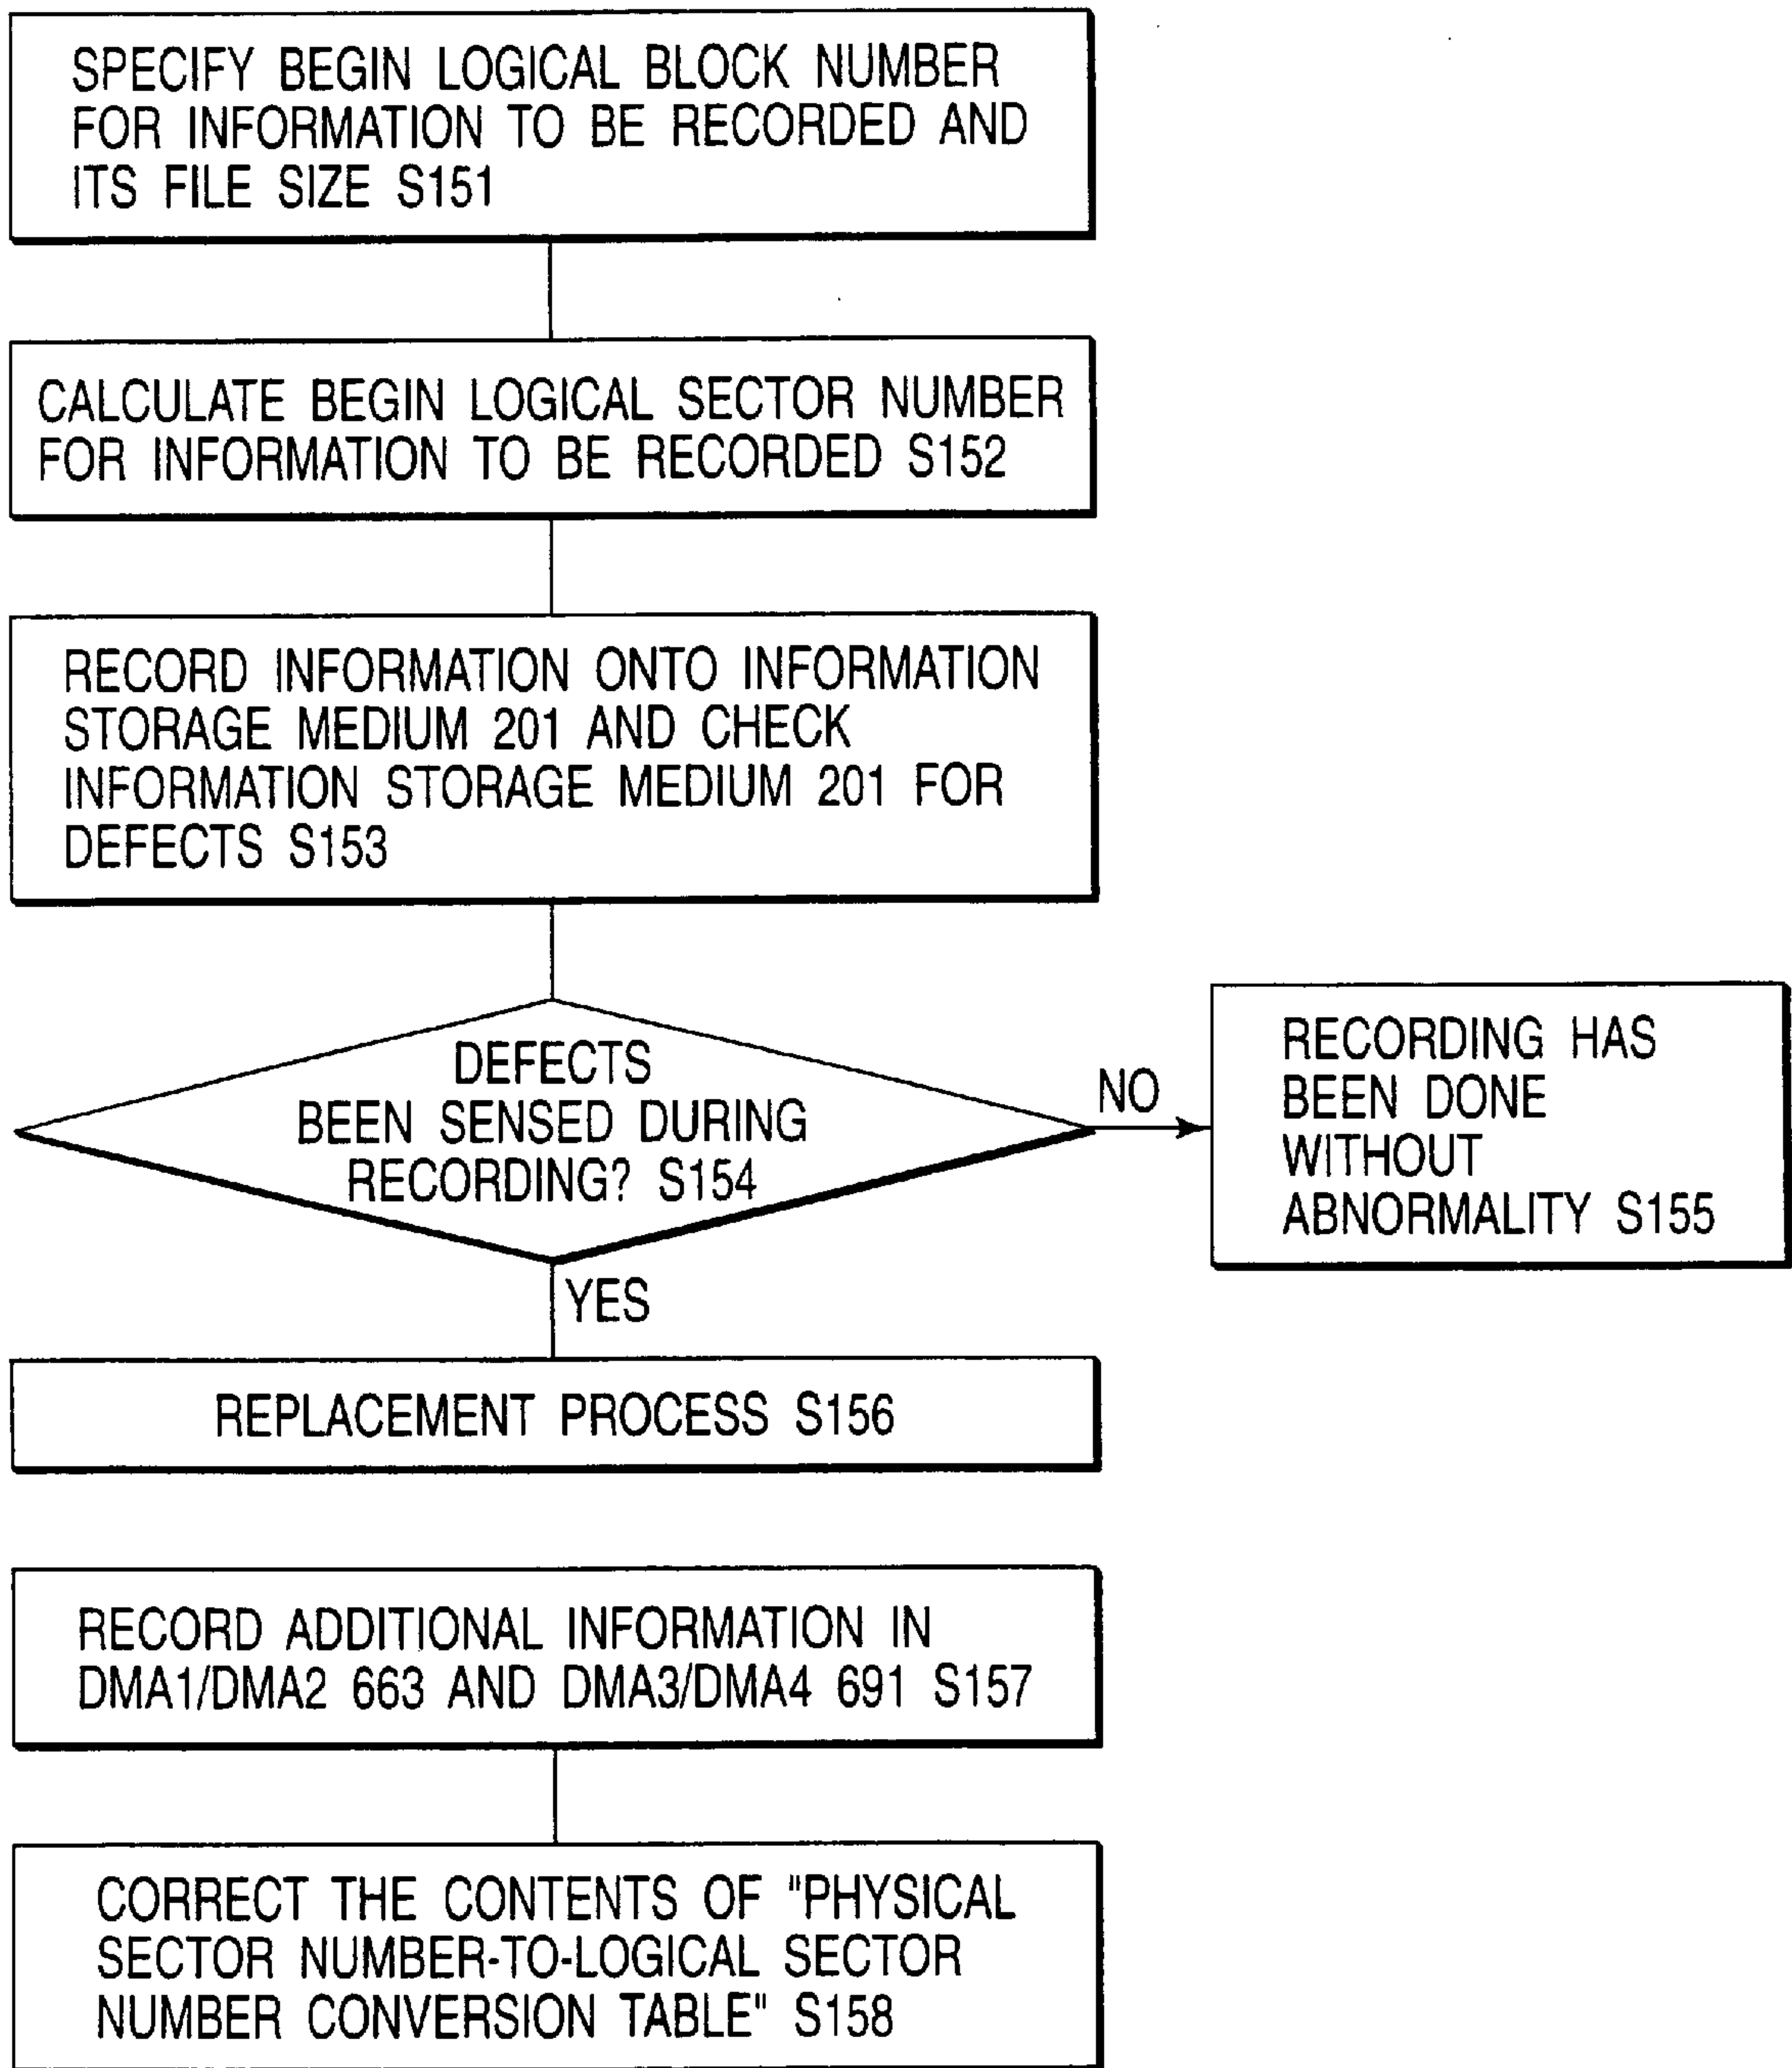 SPECIFY BEGIN LOGICAL BLOCK NUMBER
FOR INFORMATION TO BE RECORDED AND
ITS FILE SIZE S151
CALCULATE BEGIN LOGICAL SECTOR NUMBER
FOR INFORMATION TO BE RECORDED S152
RECORD INFORMATION ONTO INFORMATION
STORAGE MEDIUM 201 AND CHECK
INFORMATION STORAGE MEDIUM 201 FOR
DEFECTS S153
DEFECTS
BEEN SENSED DURING
RECORDING? S154
NO
RECORDING HAS
BEEN DONE
WITHOUT
ABNORMALITY S155
YES
REPLACEMENT PROCESS S156
RECORD ADDITIONAL INFORMATION IN
DMA1/DMA2 663 AND DMA3/DMA4 691 S157
CORRECT THE CONTENTS OF "PHYSICAL
SECTOR NUMBER-TO-LOGICAL SECTOR
NUMBER CONVERSION TABLE" S158